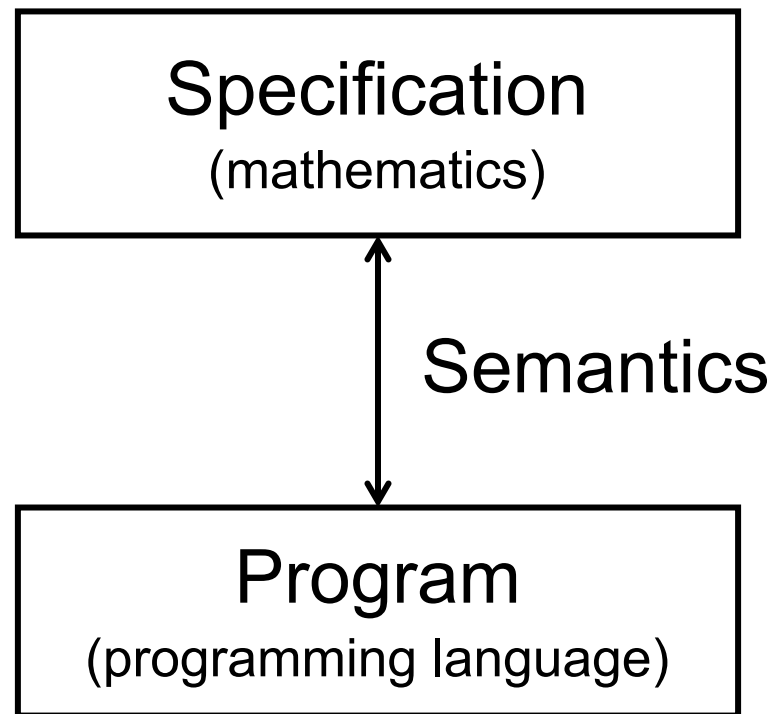 Specification
(mathematics)
Semantics
Program
(programming language)